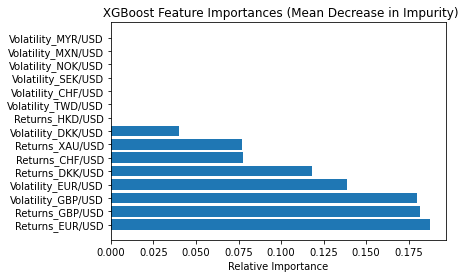 XGBoost Feature Importances (Mean Decrease in Impurity)
Volatility_MYR/USD
Volatility_MXN/USD
Volatility_NOK/USD
Volatility_SEK/USD
Volatility_CHF/USD
Volatility_TWD/USD
Returns_HKD/USD
Volatility_DKK/USD
Returns_XAU/USD
Returns_CHF/USD
Returns_DKK/USD
Volatility_EUR/USD
Volatility_GBP/USD
Returns_GBP/USD
Returns_EUR/USD
0.000 0.025 0.050 0.075 0.100 0.125 0.150 0.175
Relative Importance